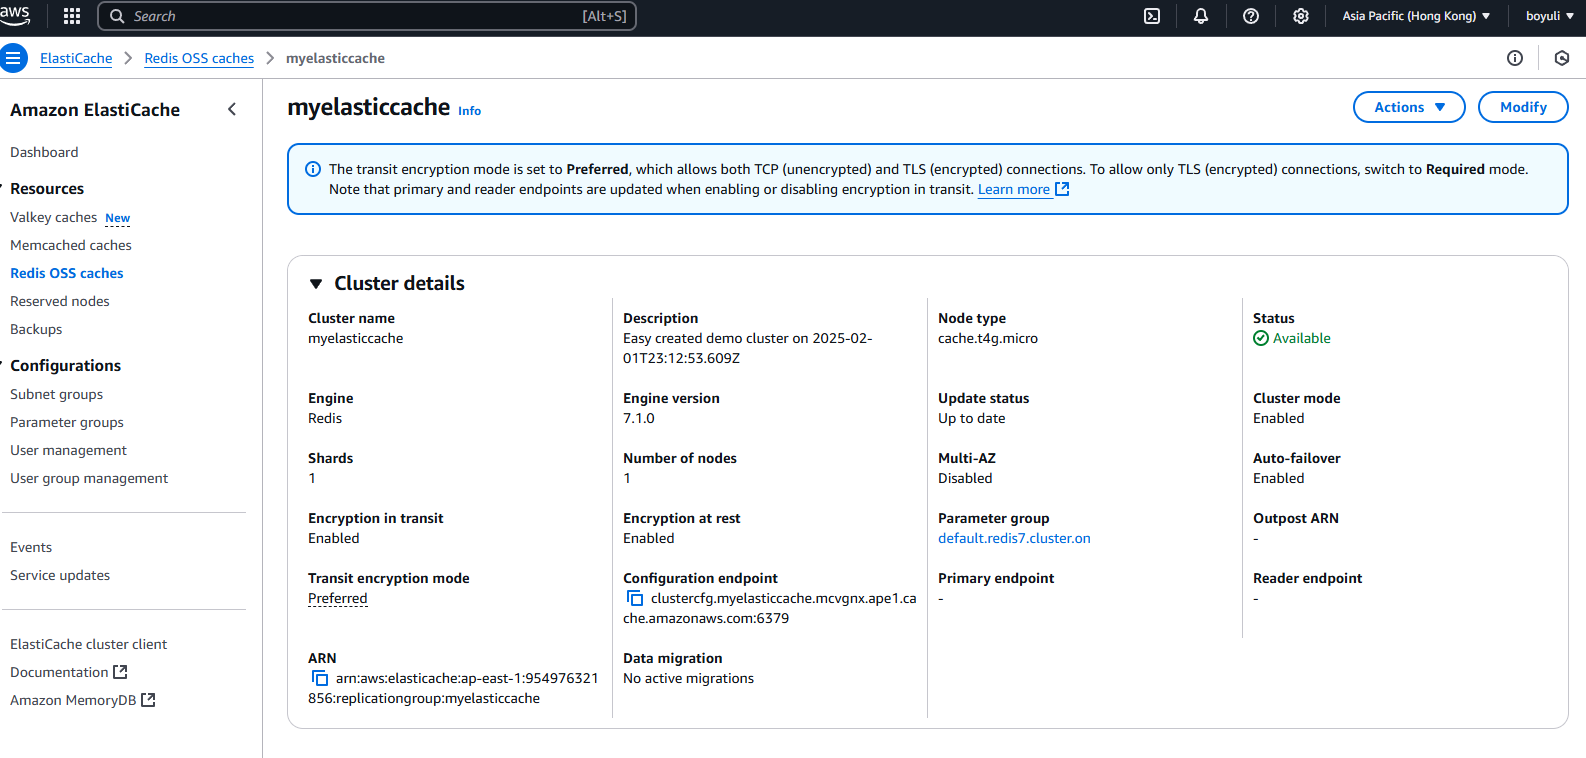 aws
Search [Alt+S]
Asia Pacific (Hong Kong)
boyuli
ElastiCache
Redis OSS caches
myelasticcache
Amazon ElastiCache
Dashboard
Resources
Valkey caches New
Memcached caches
Redis OSS caches
Reserved nodes
Backups
Configurations
Subnet groups
Parameter groups
User management
User group management
Events
Service updates
ElastiCache cluster client
Documentation
Amazon MemoryDB
myelasticcache Info
Actions
Modify
The transit encryption mode is set to Preferred, which allows both TCP (unencrypted) and TLS (encrypted) connections. To allow only TLS (encrypted) connections, switch to Required mode.
Note that primary and reader endpoints are updated when enabling or disabling encryption in transit. Learn more
Cluster details
Cluster name
myelasticcache
Description
Easy created demo cluster on 2025-02-
01T23:12:53.609Z
Node type
cache.t4g.micro
Status
Available
Engine
Redis
Engine version
7.1.0
Update status
Up to date
Cluster mode
Enabled
Shards
1
Number of nodes
1
Multi-AZ
Disabled
Auto-failover
Enabled
Encryption in transit
Enabled
Encryption at rest
Enabled
Parameter group
default.redis7.cluster.on
Outpost ARN
-
Transit encryption mode
Preferred
Configuration endpoint
clustercfg.myelasticcache.mcvgnx.ape1.ca
che.amazonaws.com:6379
Primary endpoint
-
Reader endpoint
-
ARN
arn:aws:elasticache:ap-east-1:954976321
856:replicationgroup:myelasticcache
Data migration
No active migrations